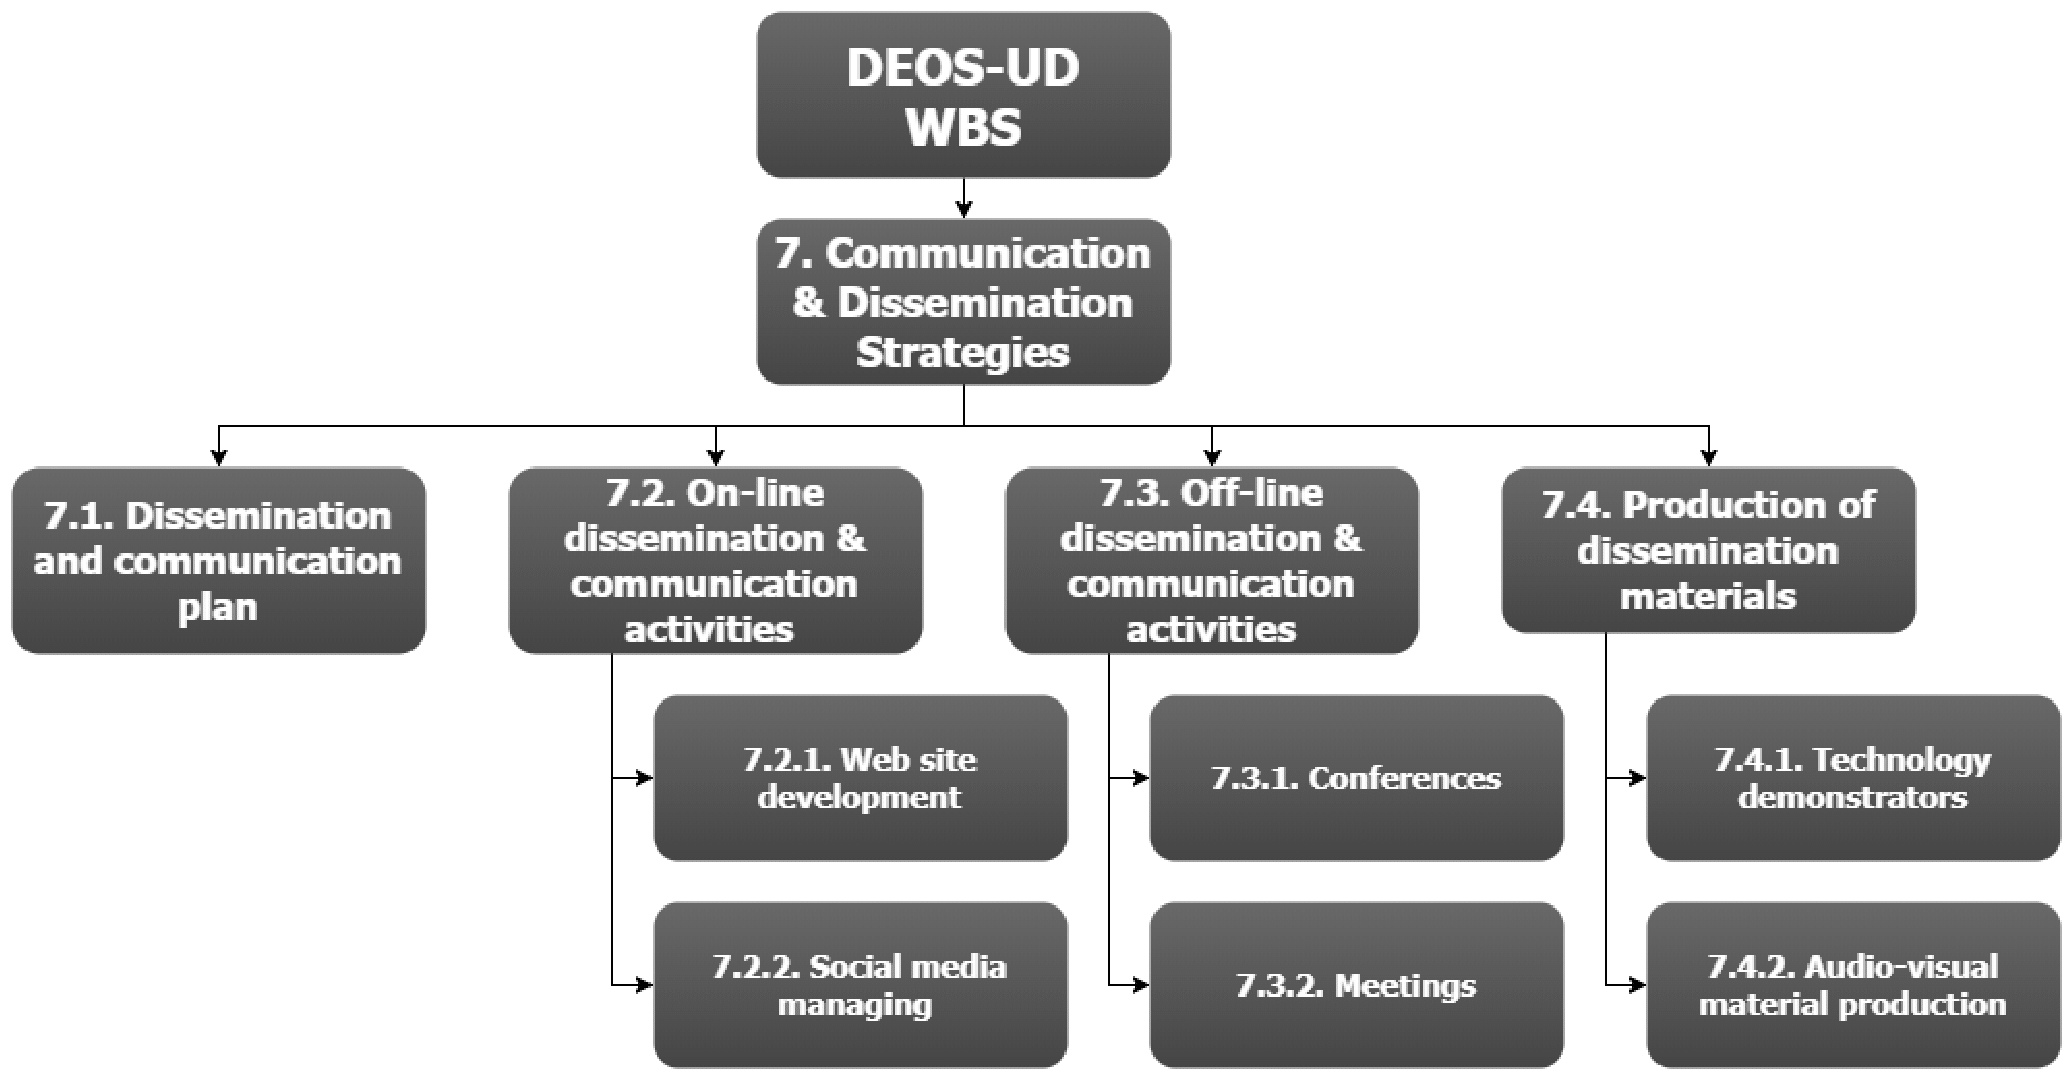 DEOS-UD
WBS
7. Communication
& Dissemination
Strategies
7.1. Dissemination
and communication
plan
7.2. On-line
dissemination &
communication
activities
7.3. Off-line
dissemination &
communication
activities
7.4. Production of
dissemination
materials
7.2.1. Web site
development
7.3.1. Conferences
7.4.1. Technology
demonstrators
7.2.2. Social media
managing
7.3.2. Meetings
7.4.2. Audio-visual
material production